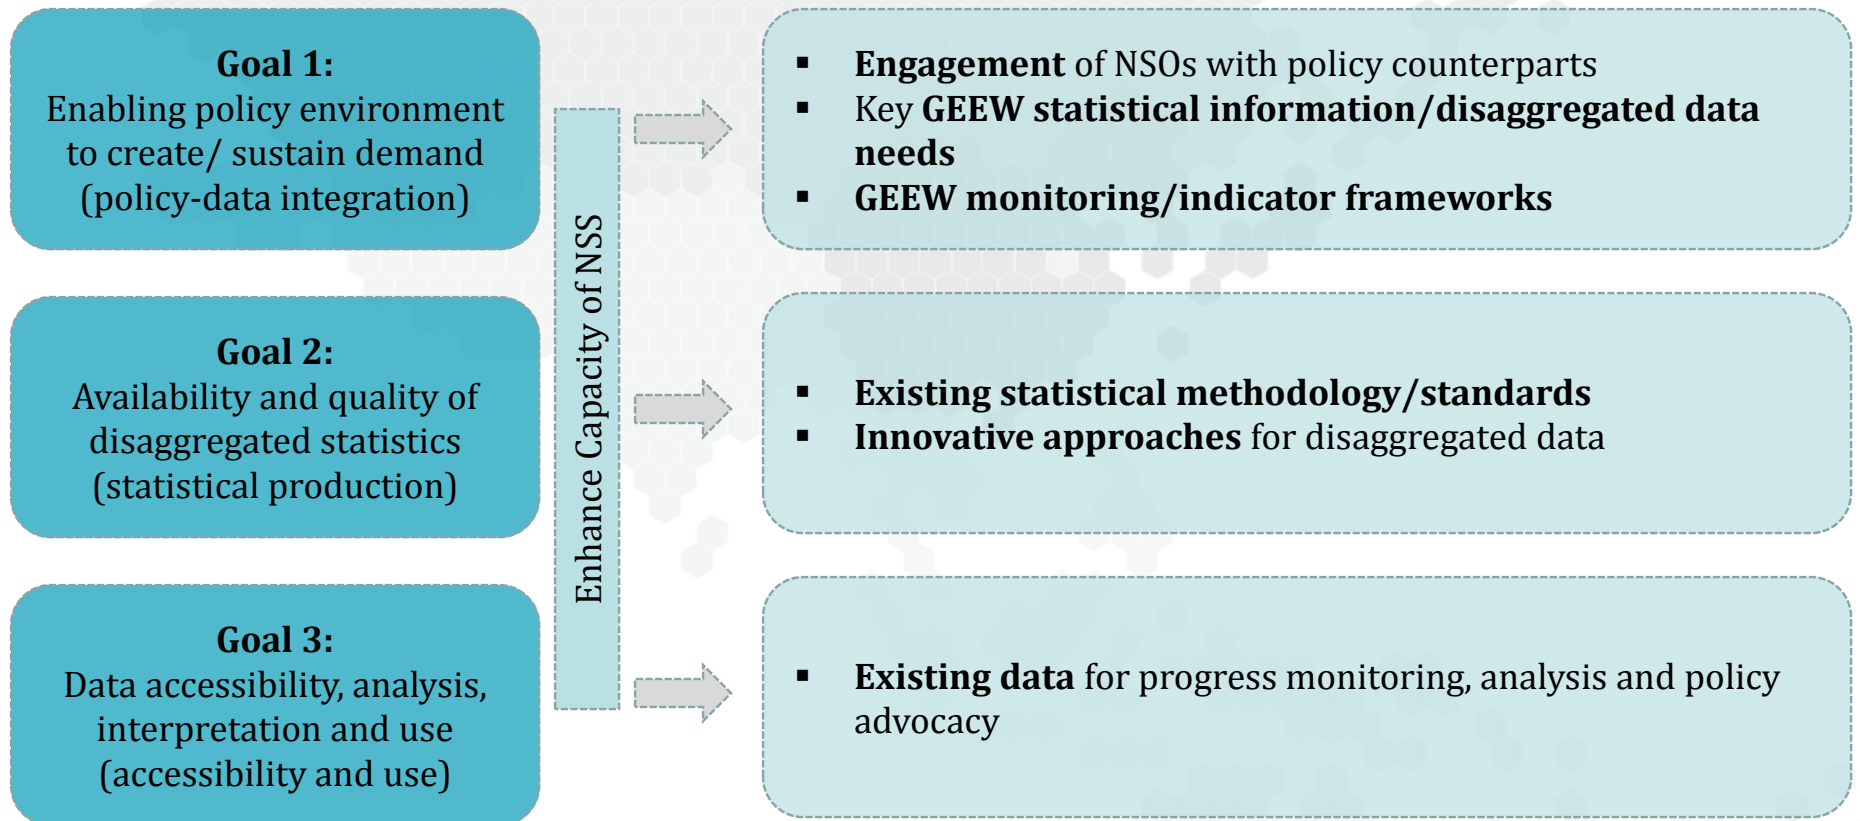 Goal 1:
Enabling policy environment
to create/ sustain demand
(policy-data integration)
Goal 2:
Availability and quality of
disaggregated statistics
(statistical production)
Goal 3:
Data accessibility, analysis,
interpretation and use
(accessibility and use)
Enhance Capacity of NSS
▪ Engagement of NSOs with policy counterparts
▪ Key GEEW statistical information/disaggregated data
needs
▪ GEEW monitoring/indicator frameworks
▪ Existing statistical methodology/standards
▪ Innovative approaches for disaggregated data
▪ Existing data for progress monitoring, analysis and policy
advocacy